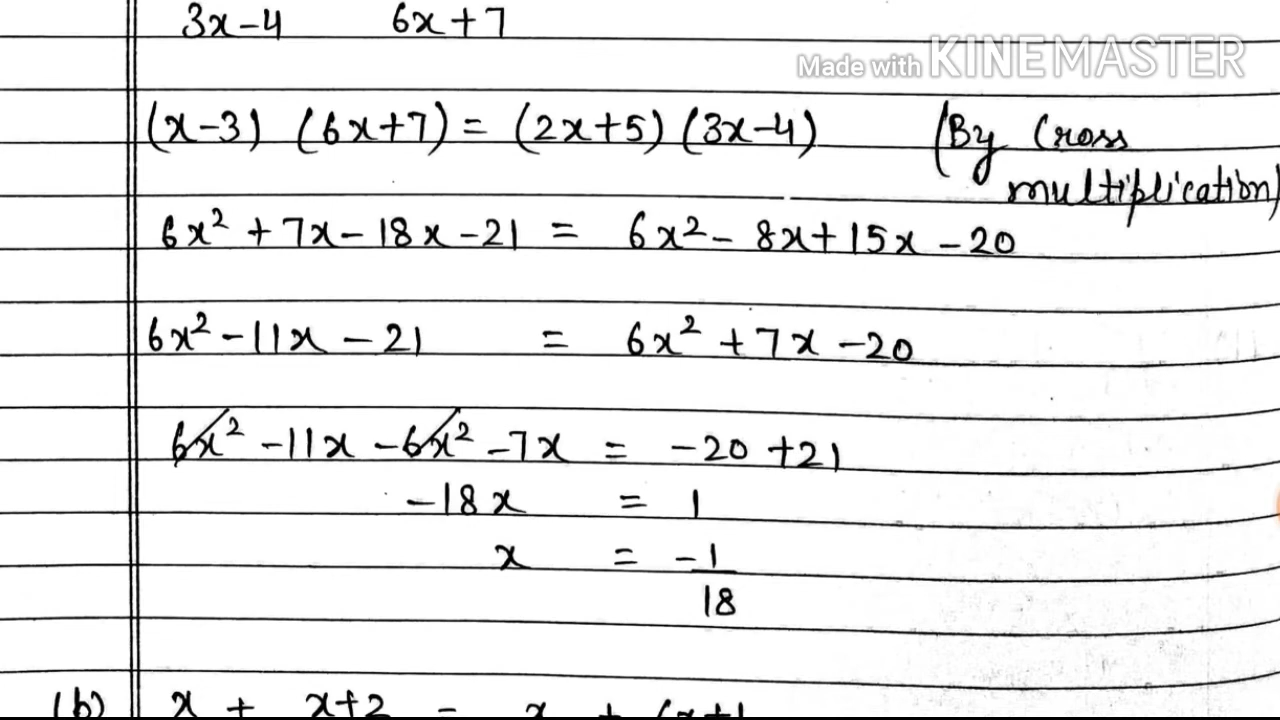 3x-4 6x+7
Made with KINEMASTER
(x-3) (6x+7) = (2x+5) (3x-4) (By Cross
multiplication)
6x² + 7x - 18x - 21 = 6x² - 8x + 15x - 20
6x² - 11x - 21 = 6x² + 7x - 20
6x² - 11x - 6x² - 7x = -20 + 21
-18x = 1
x = -1
18
(b) x + x+2 = x + (x+1